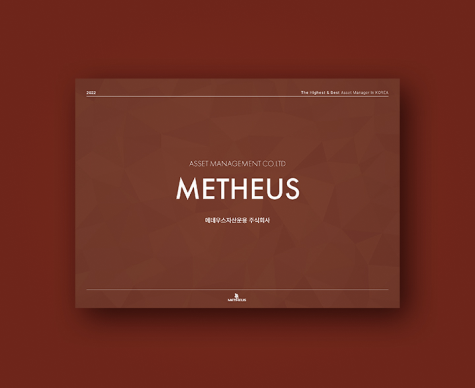 2022
The Highest & Best Asset Manager In KOREA
ASSET MANAGEMENT CO.LTD
METHEUS
메테우스자산운용 주식회사
METHEUS